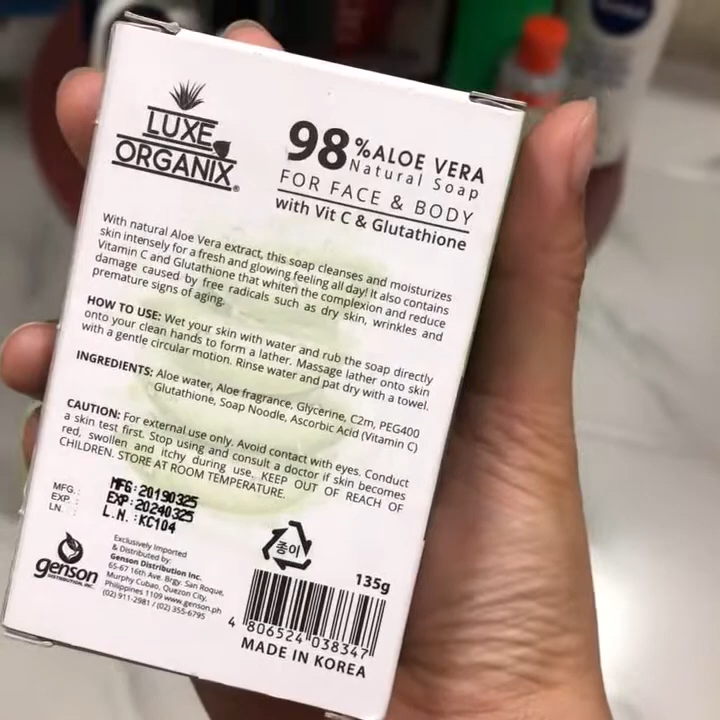 LUXE
ORGANIX®
98% ALOE VERA
Natural Soap
FOR FACE & BODY
with Vit C & Glutathione
With natural Aloe Vera extract, this soap cleanses and moisturizes
skin intensely for a fresh and glowing feeling all day! It also contains
Vitamin C and Glutathione that whiten the complexion and reduce
damage caused by free radicals such as dry skin, wrinkles and
premature signs of aging.
HOW TO USE: Wet your skin with water and rub the soap directly
onto your clean hands to form a lather. Massage lather onto skin
with a gentle circular motion. Rinse water and pat dry with a towel.
INGREDIENTS: Aloe water, Aloe fragrance, Glycerine, C2m, PEG400
Glutathione, Soap Noodle, Ascorbic Acid (Vitamin C)
CAUTION: For external use only. Avoid contact with eyes. Conduct
a skin test first. Stop using and consult a doctor if skin becomes
red, swollen and itchy during use. KEEP OUT OF REACH OF
CHILDREN. STORE AT ROOM TEMPERATURE.
MFG.: MFG:20190325
EXP.: EXP:20240325
LN.: L.N.:KC104
genson
DISTRIBUTION, INC.
Exclusively Imported
& Distributed by:
Genson Distribution Inc.
65-67 16th Ave. Brgy. San Roque,
Murphy Cubao, Quezon City,
Philippines 1109 www.genson.ph
(02) 911-2981 / (02) 355-6795
종이
135g
4 806524 038347
MADE IN KOREA